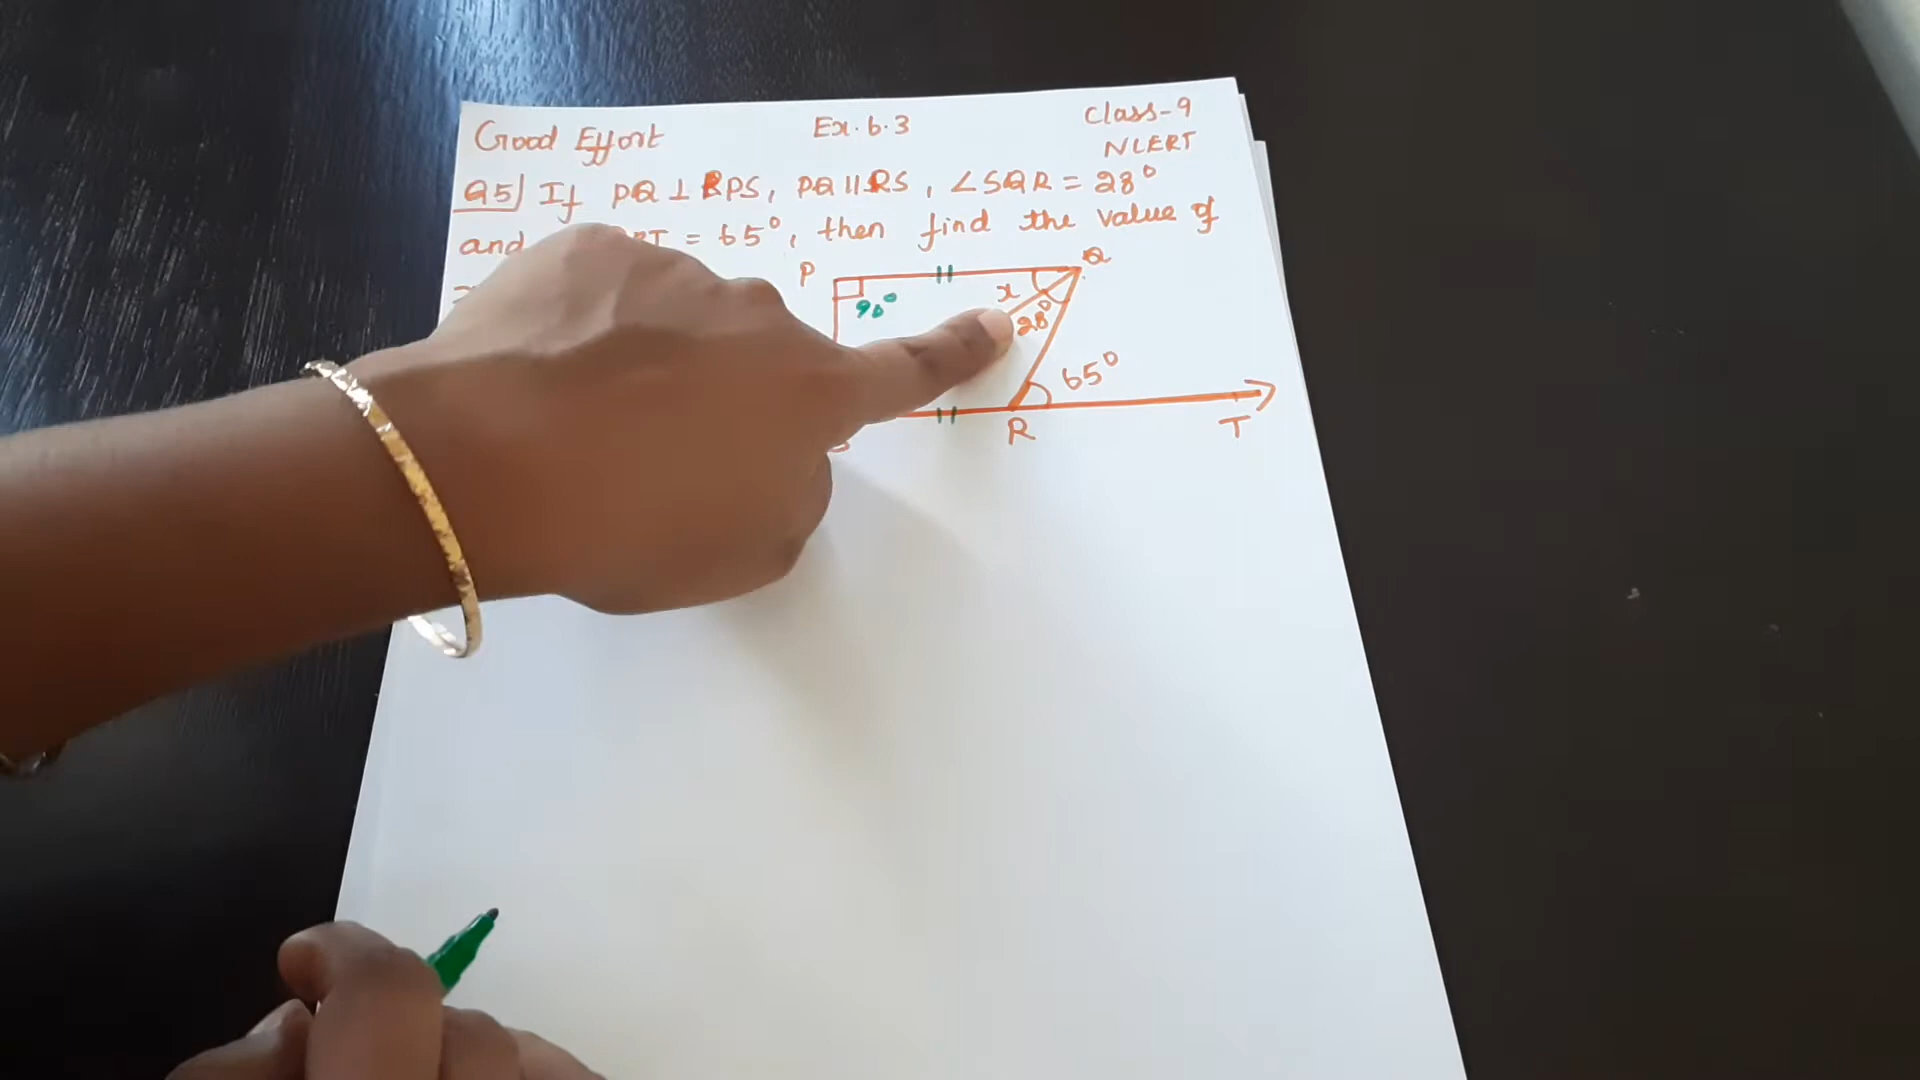 Good Effort Ex. 6.3 Class-9
NCERT
Q5) If PQ ⊥ PS, PQ || RS, ∠SQR = 28°
and = 65°, then find the value of
P Q
90° x 28°
65°
R T